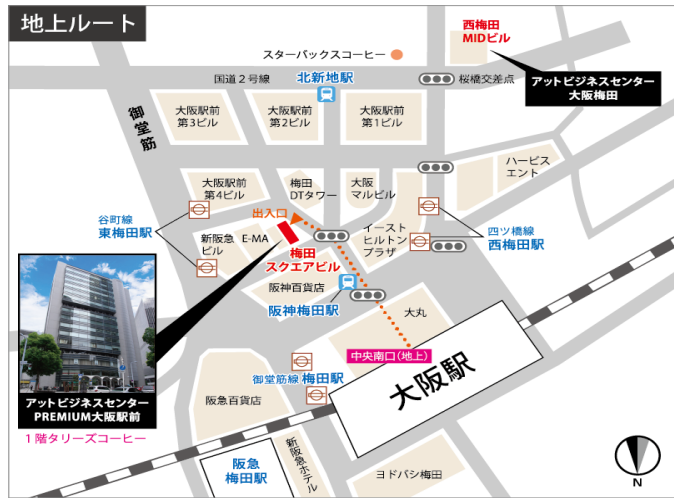 地上ルート
西梅田
MIDビル
スターバックスコーヒー
国道2号線
北新地駅
桜橋交差点
アットビジネスセンター
大阪梅田
御堂筋
大阪駅前
第3ビル
大阪駅前
第2ビル
大阪駅前
第1ビル
ハービス
エント
大阪駅前
第4ビル
梅田
DTタワー
大阪
マルビル
谷町線
東梅田駅
出入口
新阪急
ビル
E-MA
梅田
スクエアビル
イースト
ヒルトン
プラザ
四ツ橋線
西梅田駅
阪神百貨店
阪神梅田駅
大丸
中央南口(地上)
大阪駅
御堂筋線 梅田駅
アットビジネスセンター
PREMIUM大阪駅前
1階タリーズコーヒー
阪急百貨店
阪急
梅田駅
新阪急ホテル
ヨドバシ梅田
N